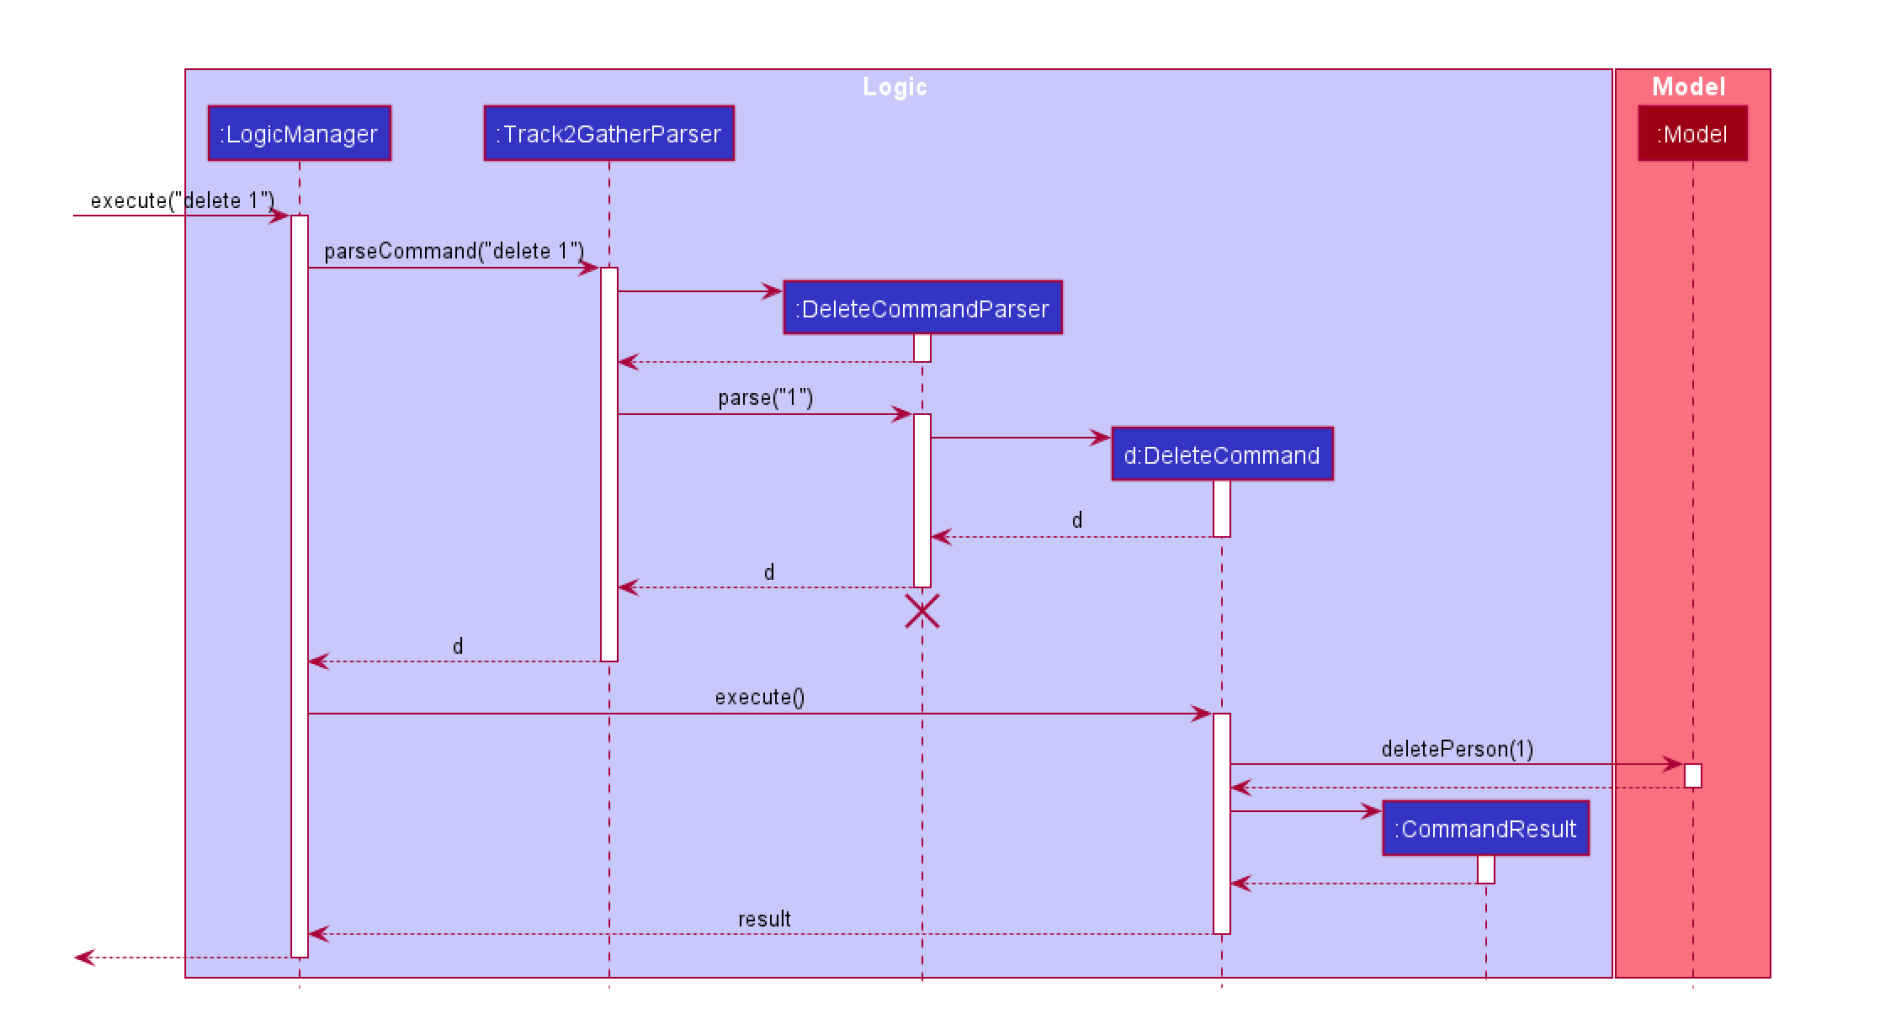 Logic
Model
:LogicManager
:Track2GatherParser
:Model
execute("delete 1")
parseCommand("delete 1")
:DeleteCommandParser
parse("1")
d:DeleteCommand
d
d
d
execute()
deletePerson(1)
:CommandResult
result